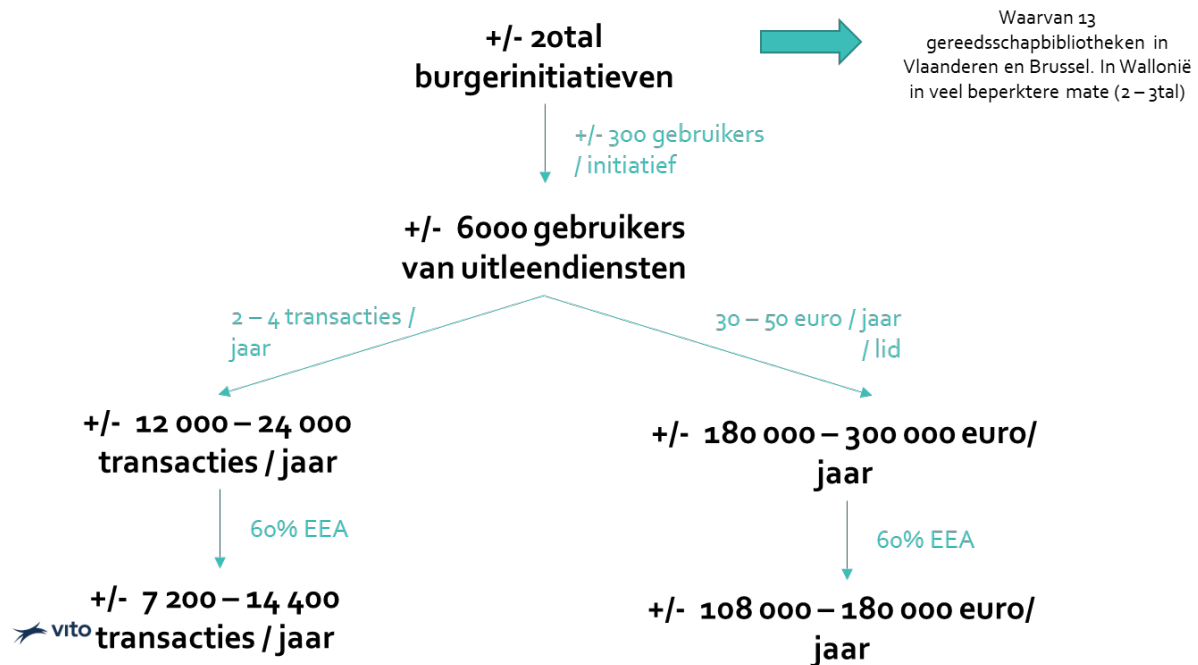 +/- 20tal
burgerinitiatieven
Waarvan 13
gereedschapbibliotheken in
Vlaanderen en Brussel. In Wallonië
in veel beperktere mate (2 – 3tal)
+/- 300 gebruikers
/ initiatief
+/- 6000 gebruikers
van uitleendiensten
2 – 4 transacties /
jaar
30 – 50 euro / jaar
/ lid
+/- 12 000 – 24 000
transacties / jaar
+/- 180 000 – 300 000 euro/
jaar
60% EEA
60% EEA
+/- 7 200 – 14 400
transacties / jaar
+/- 108 000 – 180 000 euro/
jaar
vito